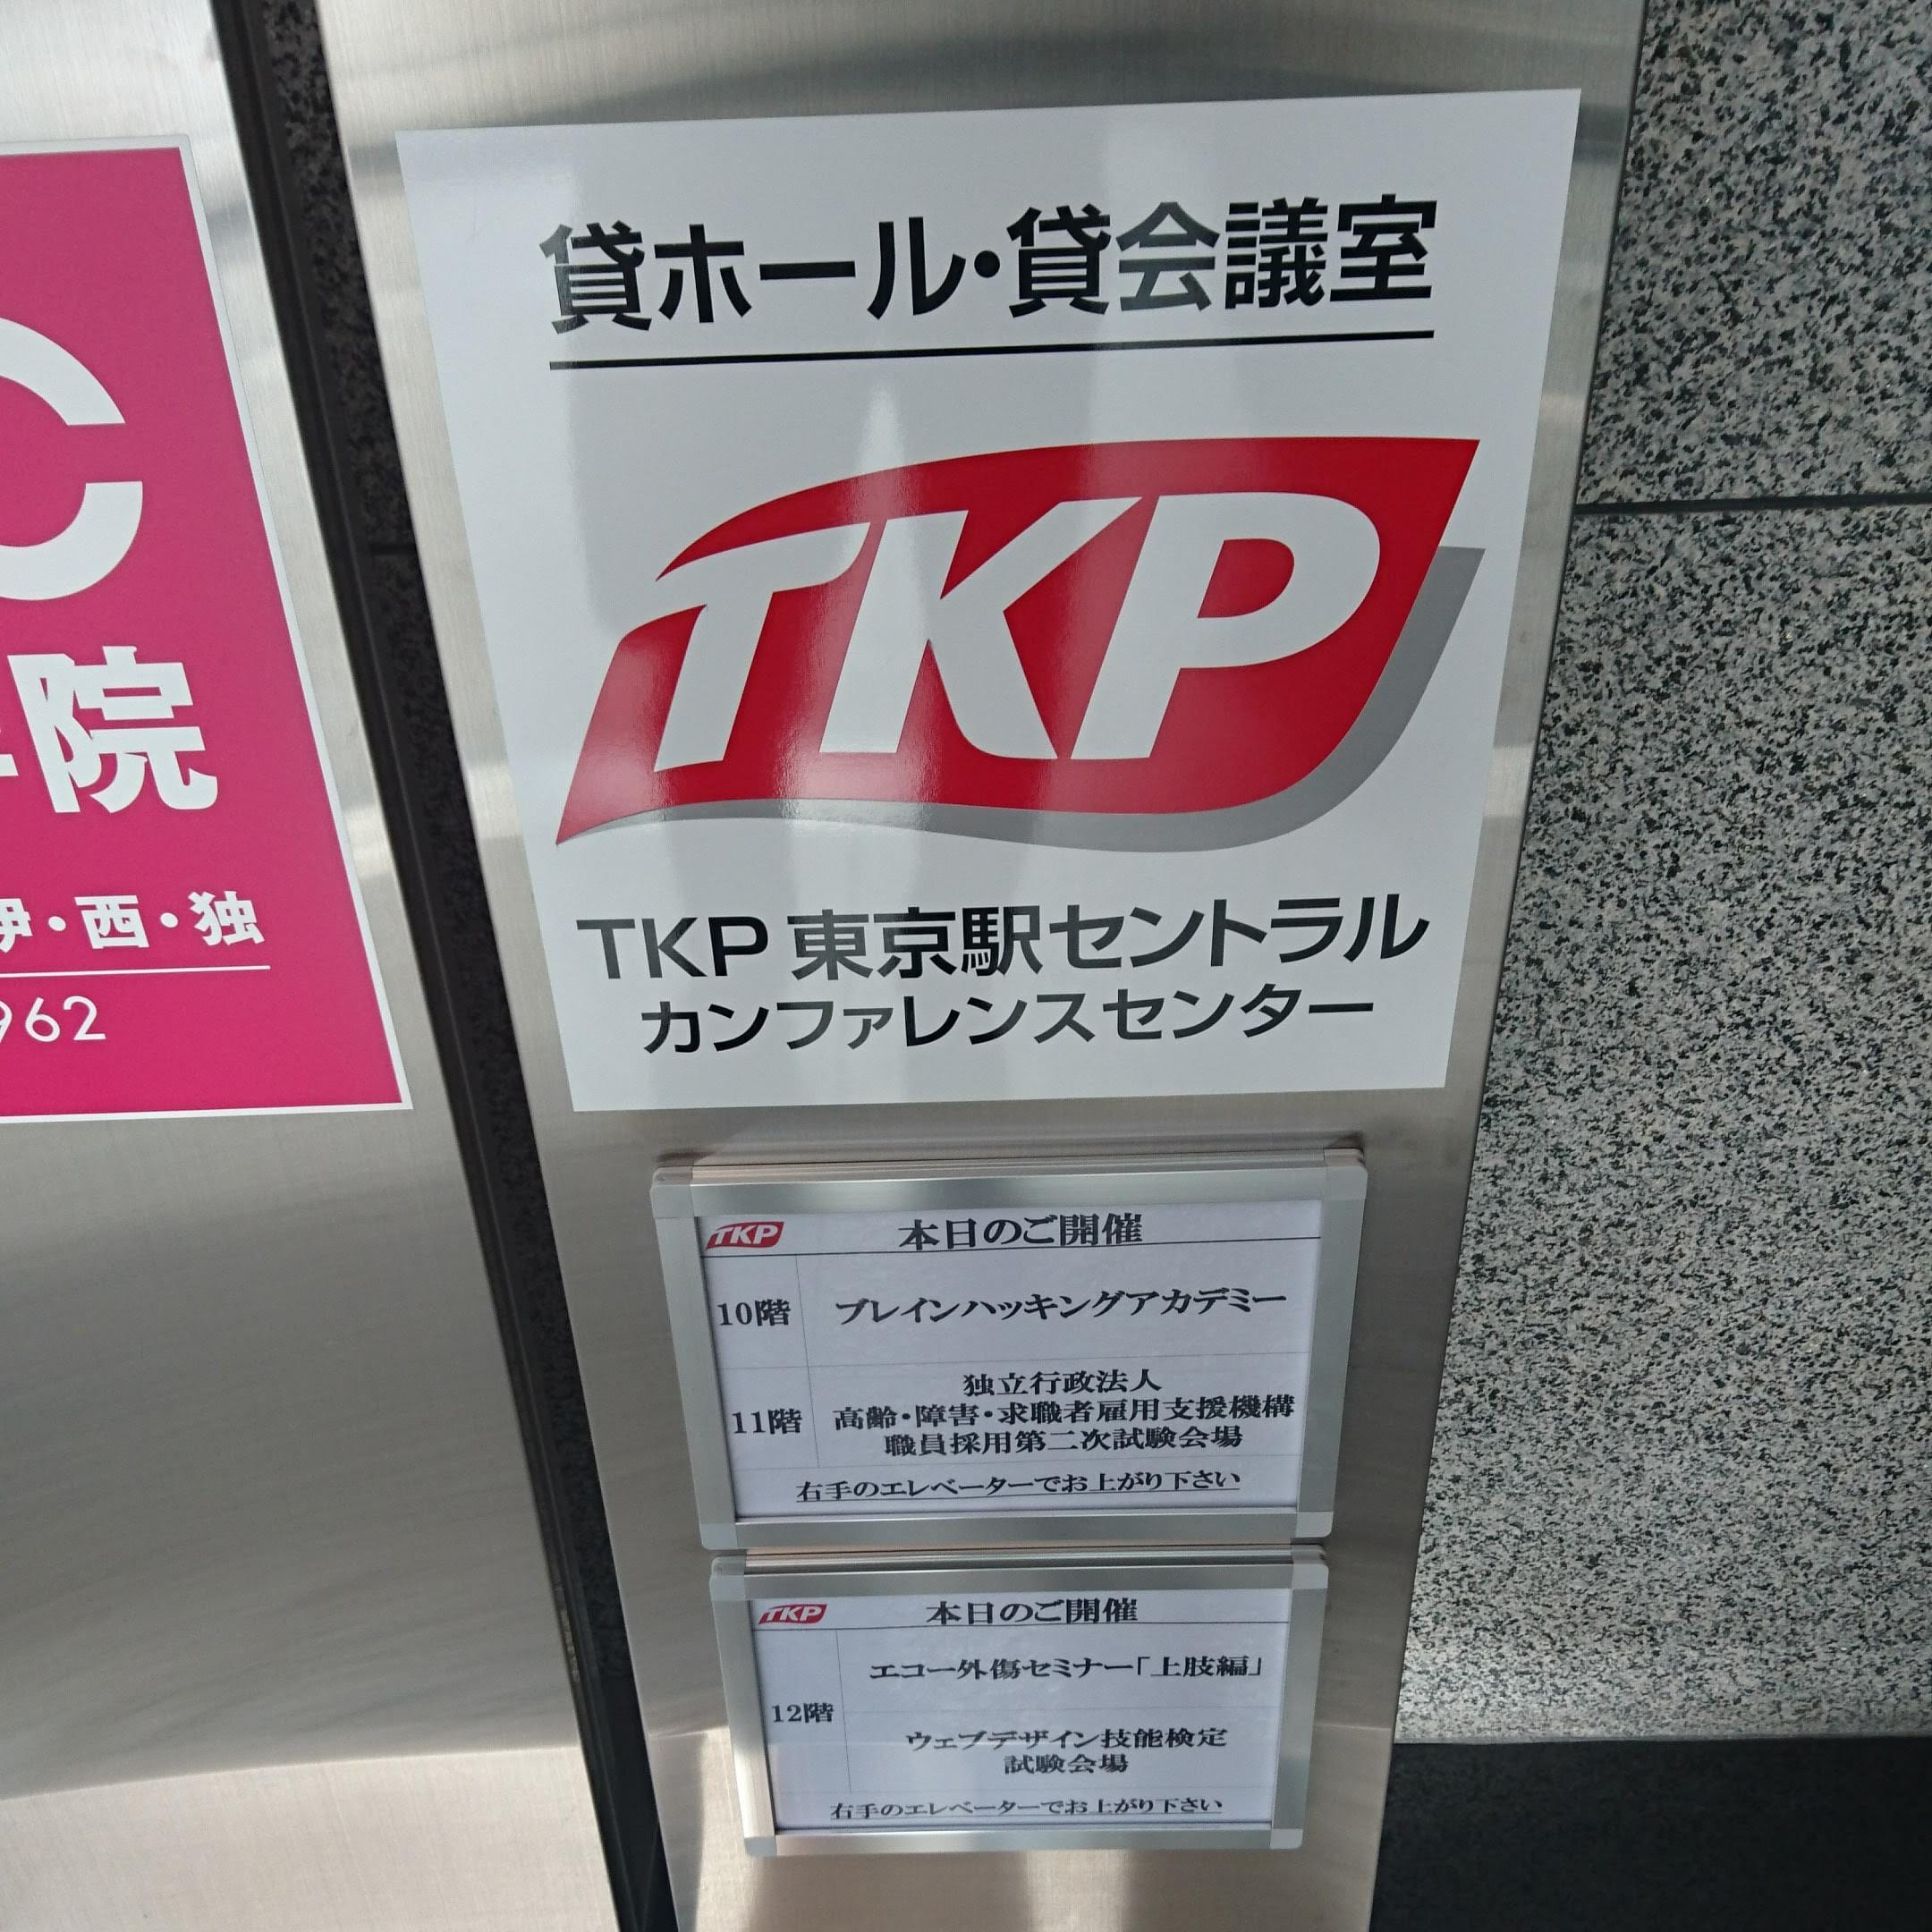 C
院
伊・西・独
962
貸ホール・貸会議室
TKP
TKP 東京駅セントラル
カンファレンスセンター
TKP 本日のご開催
10階 ブレインハッキングアカデミー
独立行政法人
11階 高齢・障害・求職者雇用支援機構
職員採用第二次試験会場
右手のエレベーターでお上がり下さい
TKP 本日のご開催
エコー外傷セミナー「上肢編」
12階
ウェブデザイン技能検定
試験会場
右手のエレベーターでお上がり下さい